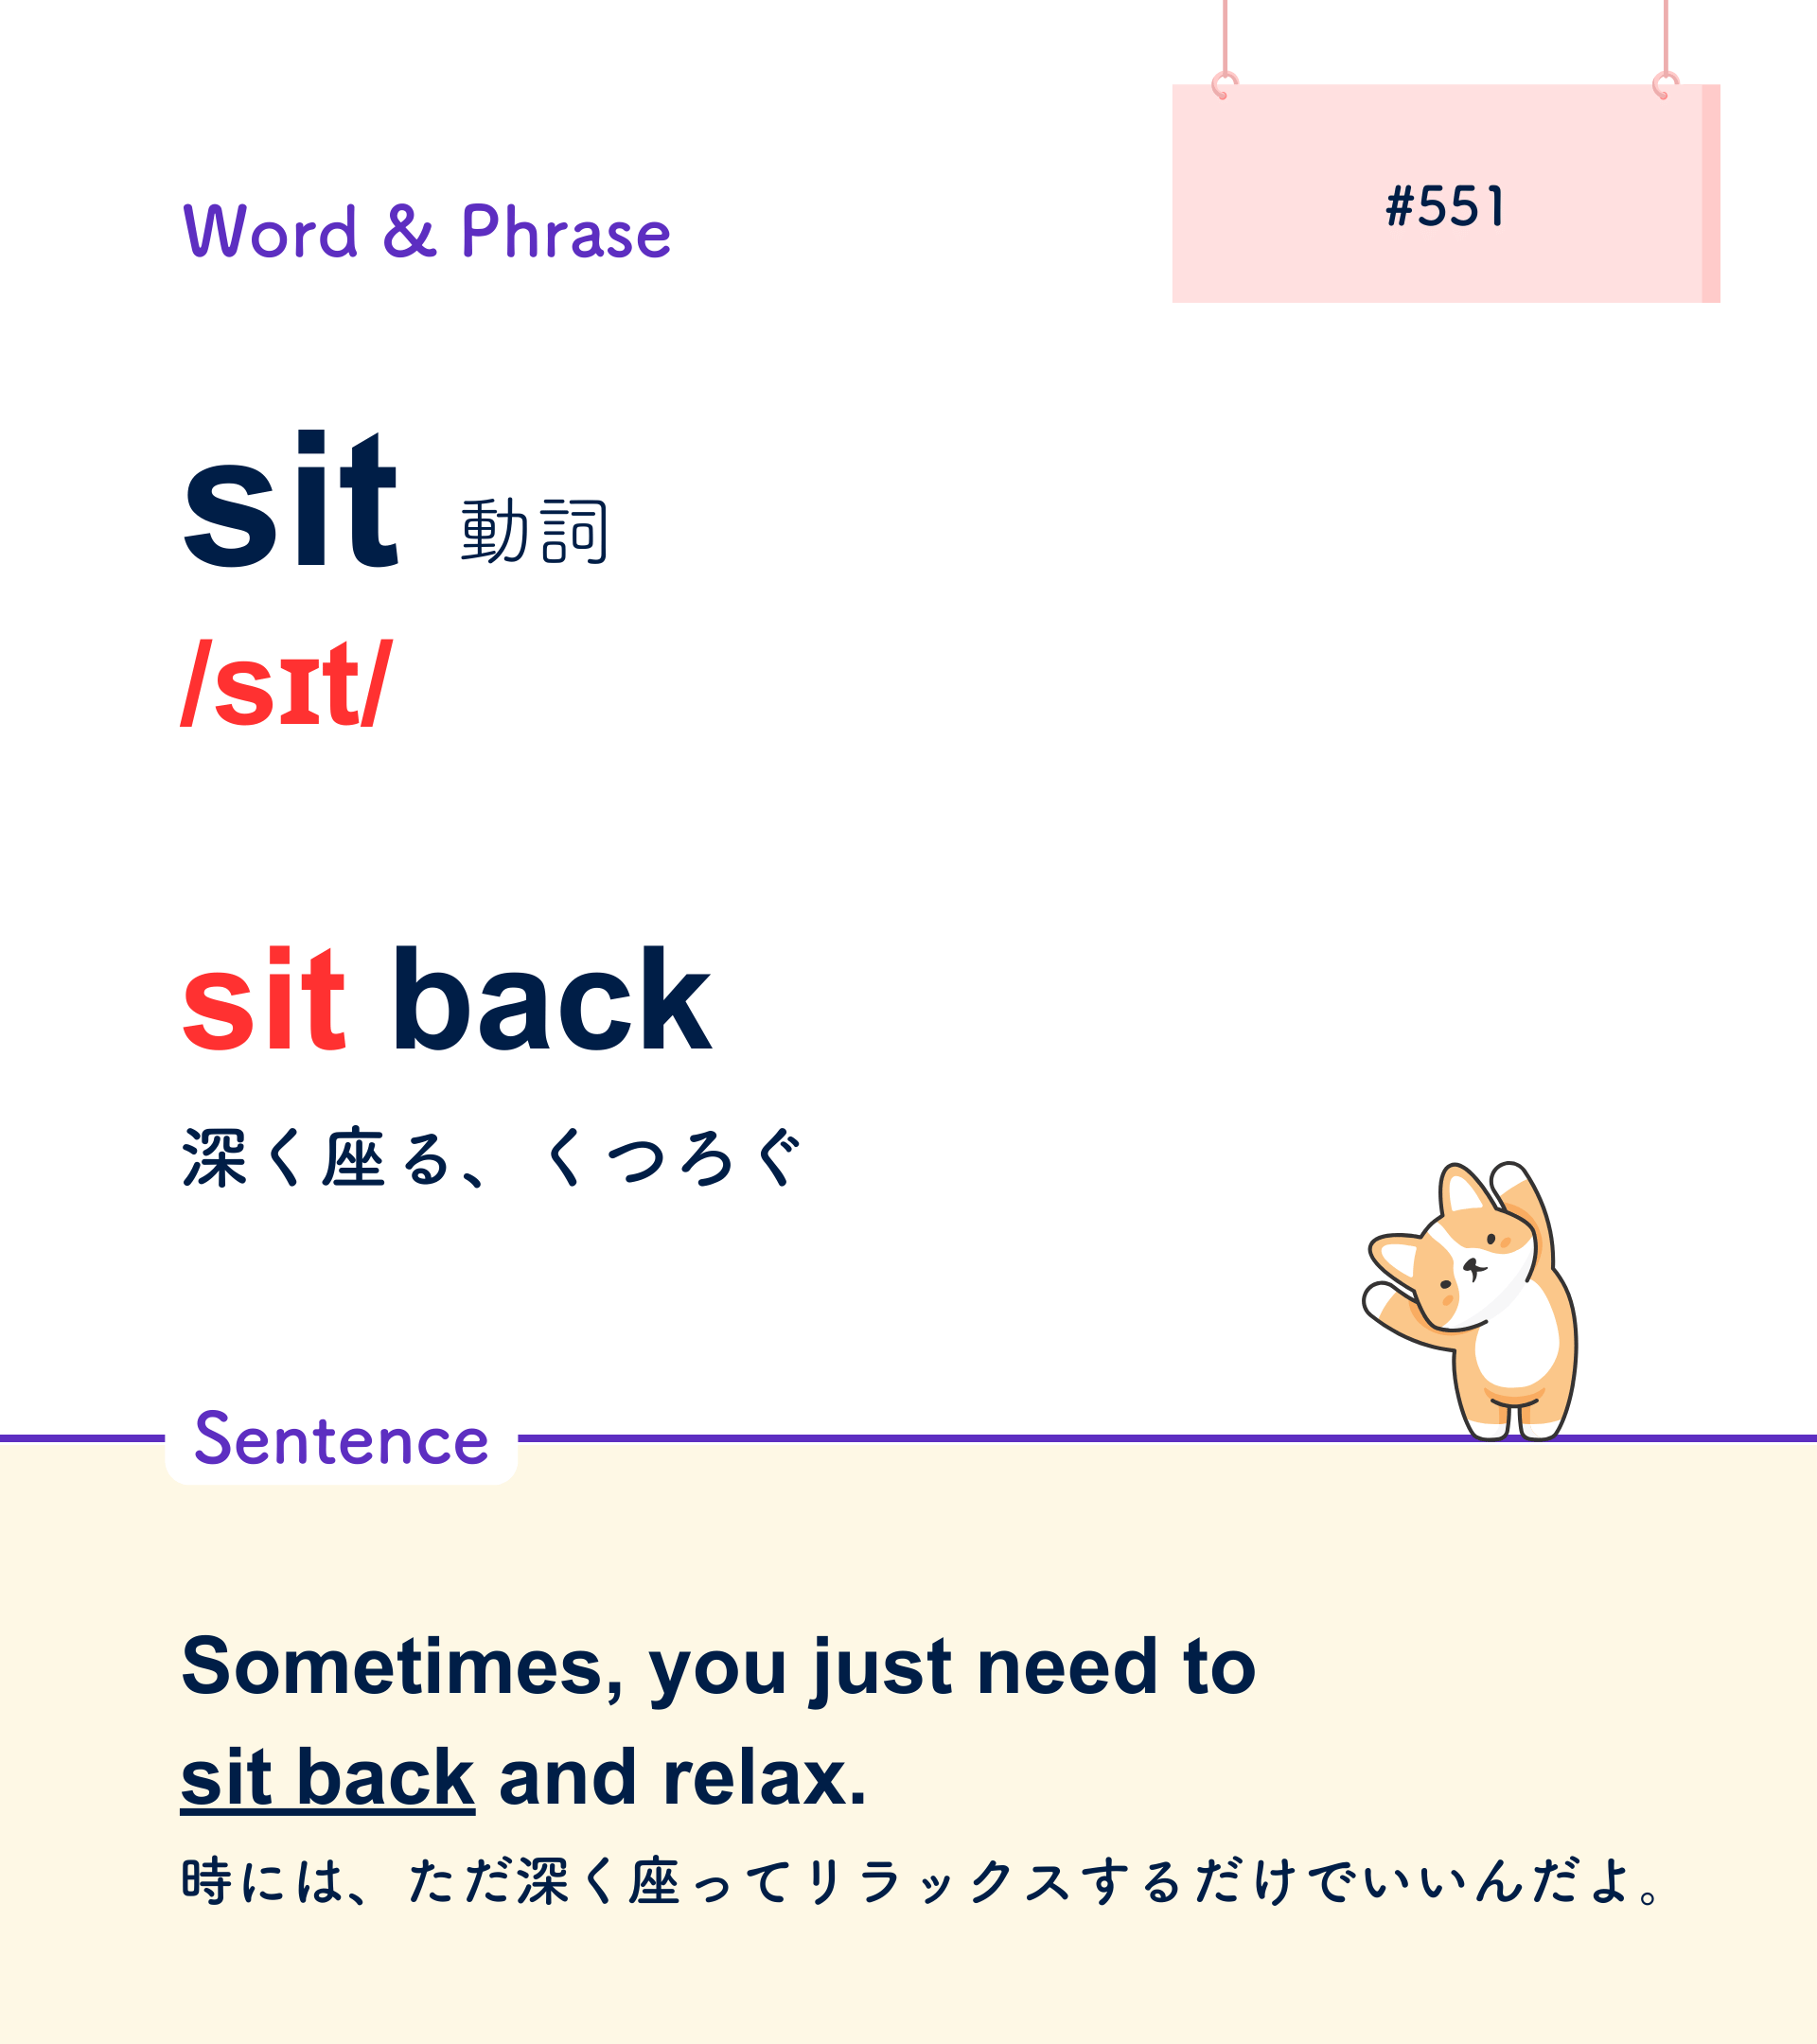 Word & Phrase
#551
sit 動詞
/sɪt/
sit back
深く座る、くつろぐ
Sentence
Sometimes, you just need to
sit back and relax.
時には、ただ深く座ってリラックスするだけでいいんだよ。